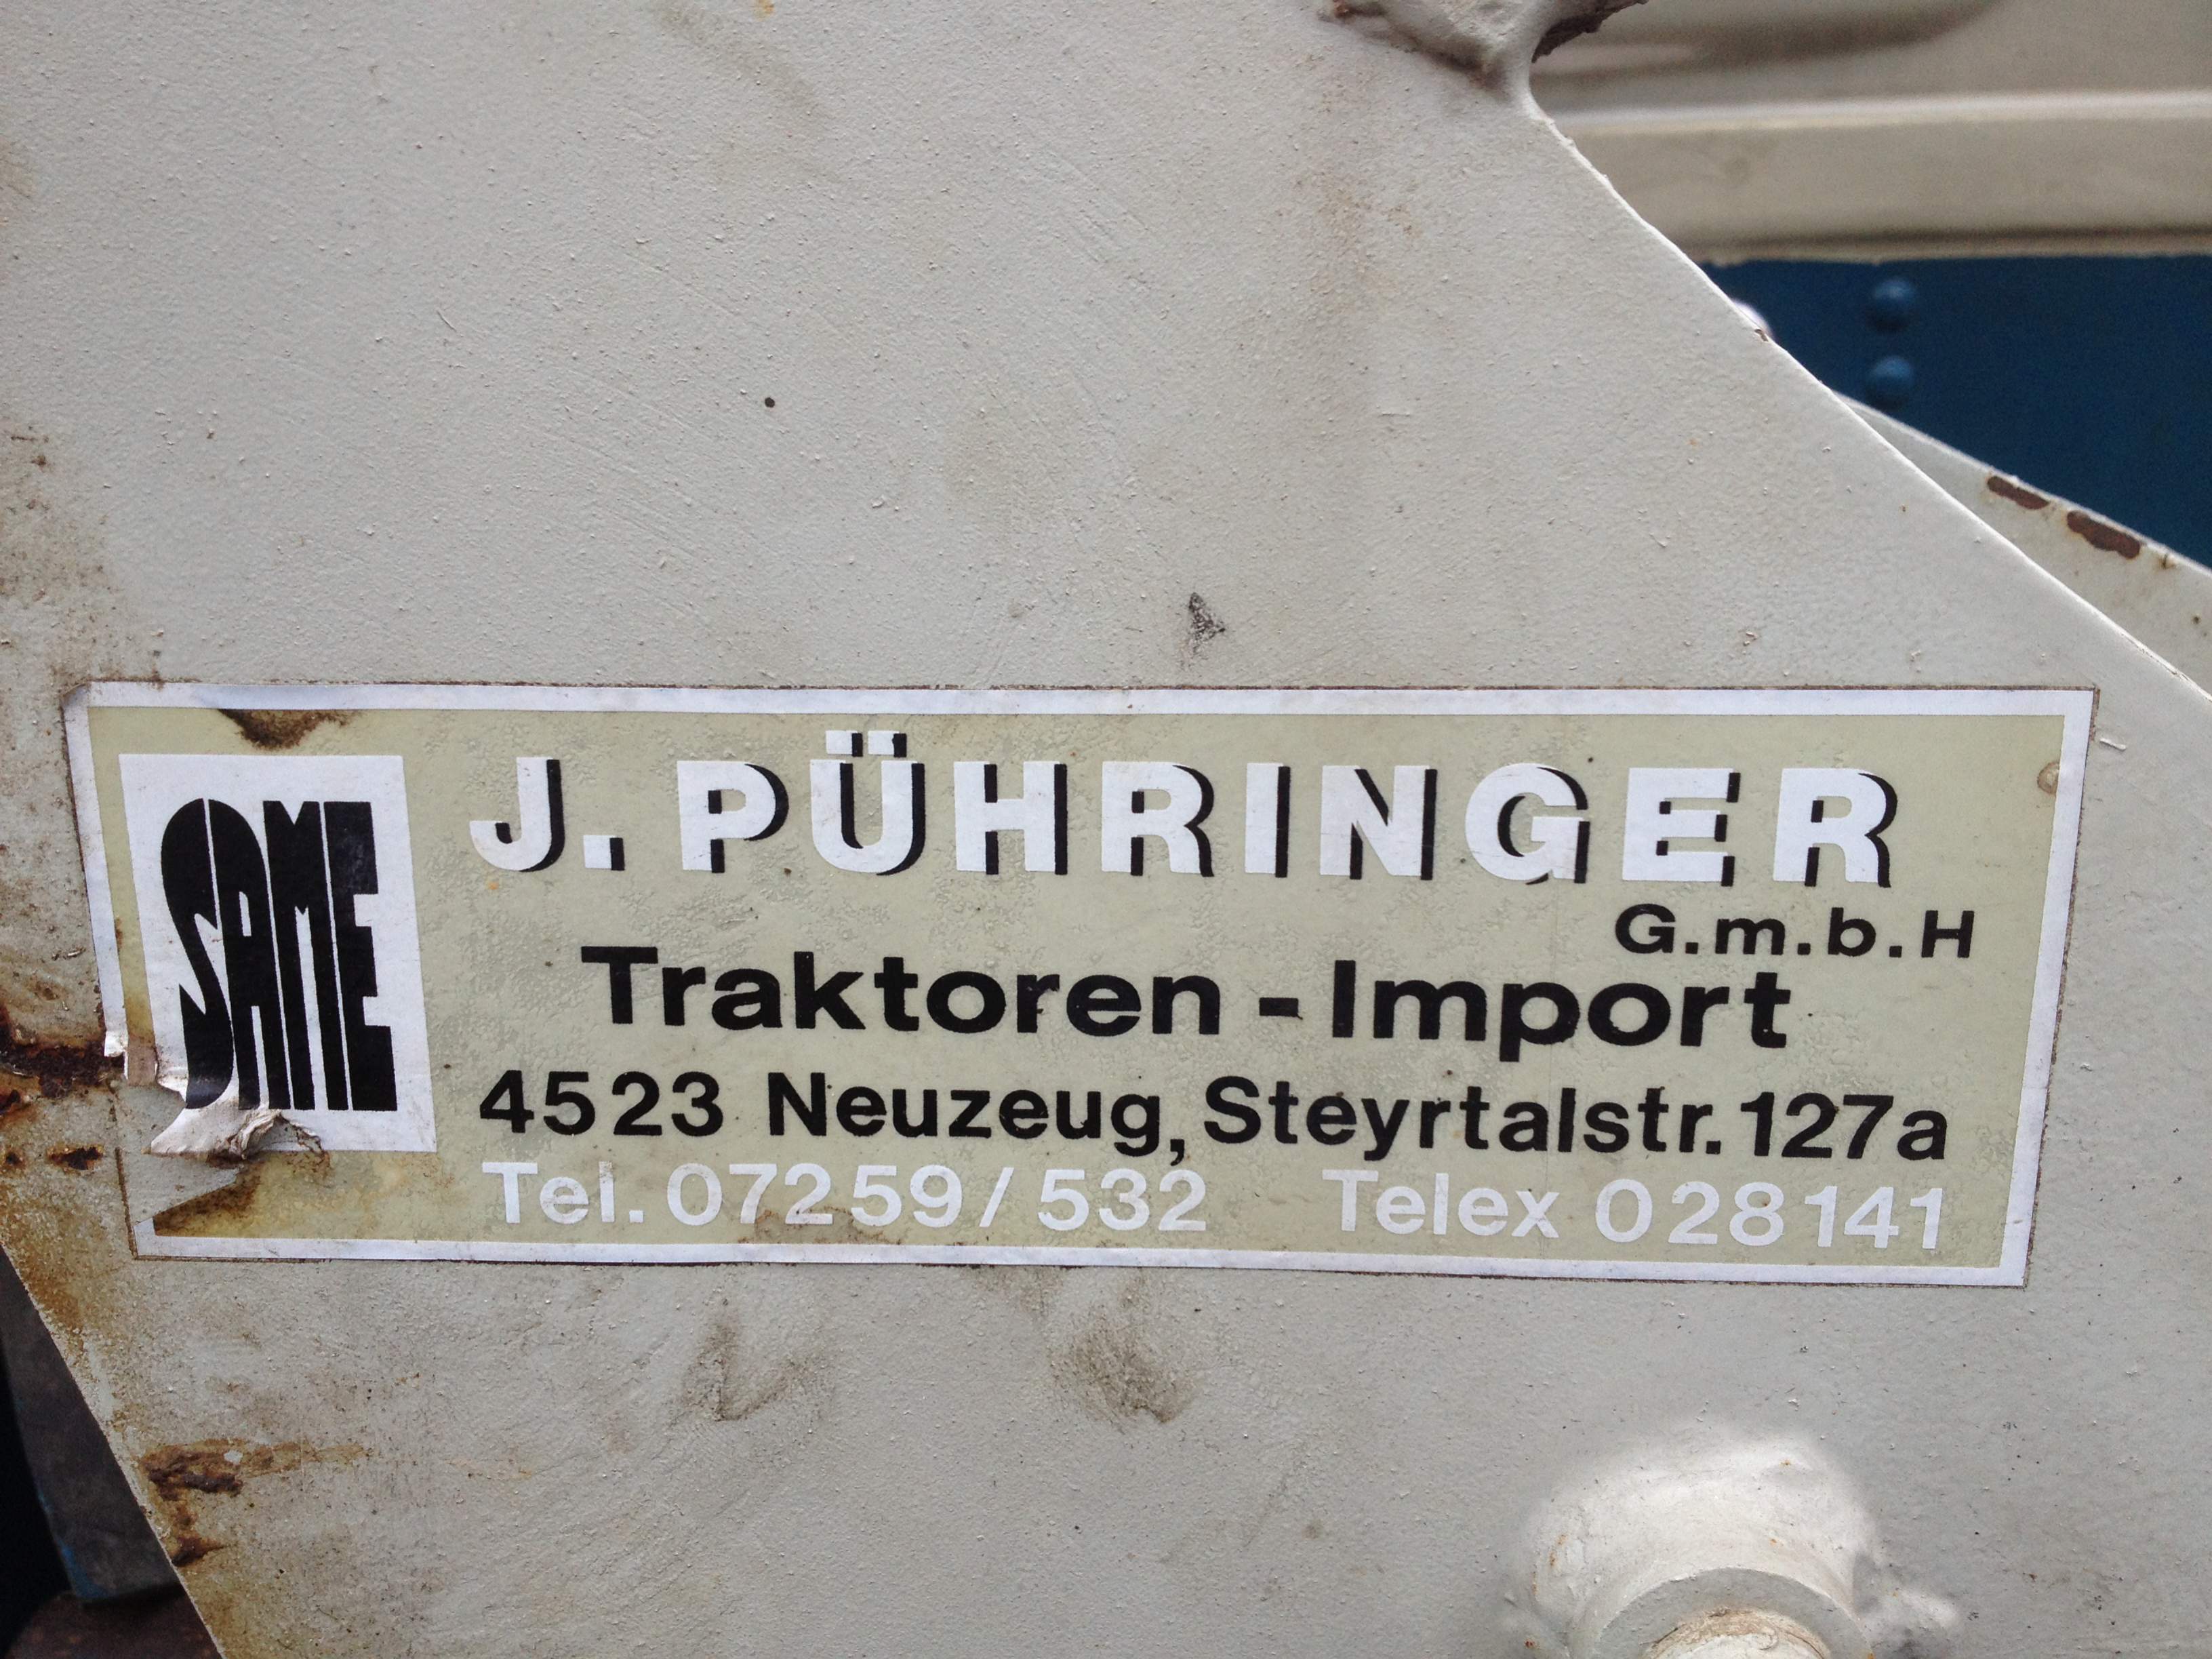 SAME
J. PÜHRINGER
G.m.b.H
Traktoren - Import
4523 Neuzeug, Steyrtalstr. 127a
Tel. 07259 / 532 Telex 028141